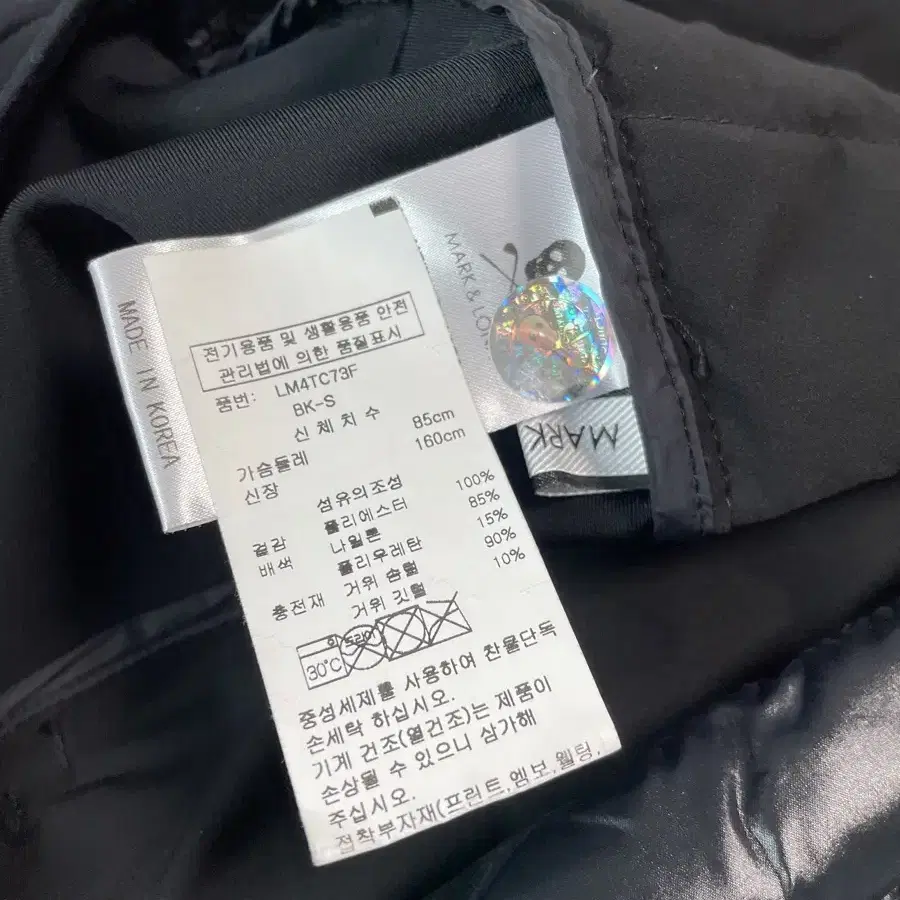 MADE IN KOREA
MARK & LO
MARK
전기용품 및 생활용품 안전
관리법에 의한 품질표시
품번: LM4TC73F
BK-S
신체치수
가슴둘레 85cm
신장 160cm
섬유의조성
겉감 폴리에스터 100%
배색 나일론 85%
폴리우레탄 15%
충전재 거위 솜털 90%
거위 깃털 10%
30℃ 드라이
중성세제를 사용하여 찬물단독
손세탁 하십시오.
기계 건조(열건조)는 제품이
손상될 수 있으니 삼가해
주십시오.
접착부자재(프린트,엠보,웰팅,